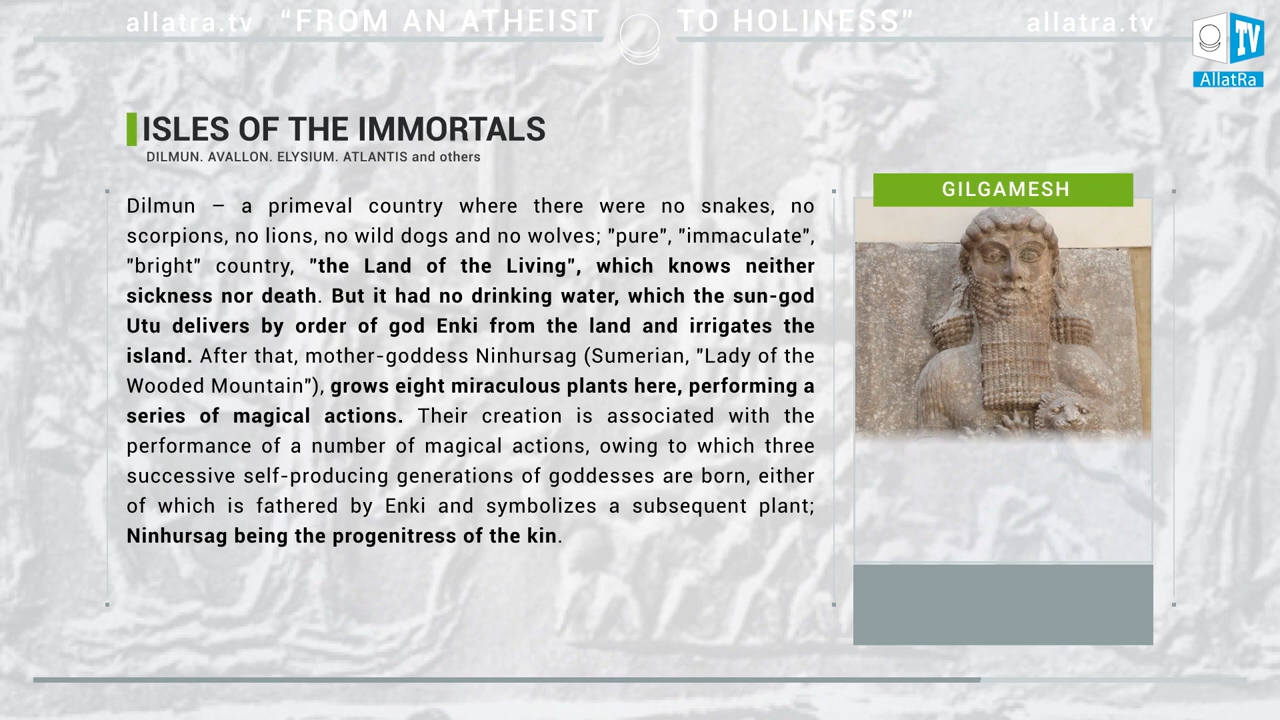 allatra.tv “FROM AN ATHEIST TO HOLINESS” allatra.tv
TV
AllatRa
ISLES OF THE IMMORTALS
DILMUN. AVALLON. ELYSIUM. ATLANTIS and others
GILGAMESH
Dilmun – a primeval country where there were no snakes, no
scorpions, no lions, no wild dogs and no wolves; "pure", "immaculate",
"bright" country, "the Land of the Living", which knows neither
sickness nor death. But it had no drinking water, which the sun-god
Utu delivers by order of god Enki from the land and irrigates the
island. After that, mother-goddess Ninhursag (Sumerian, "Lady of the
Wooded Mountain"), grows eight miraculous plants here, performing a
series of magical actions. Their creation is associated with the
performance of a number of magical actions, owing to which three
successive self-producing generations of goddesses are born, either
of which is fathered by Enki and symbolizes a subsequent plant;
Ninhursag being the progenitress of the kin.